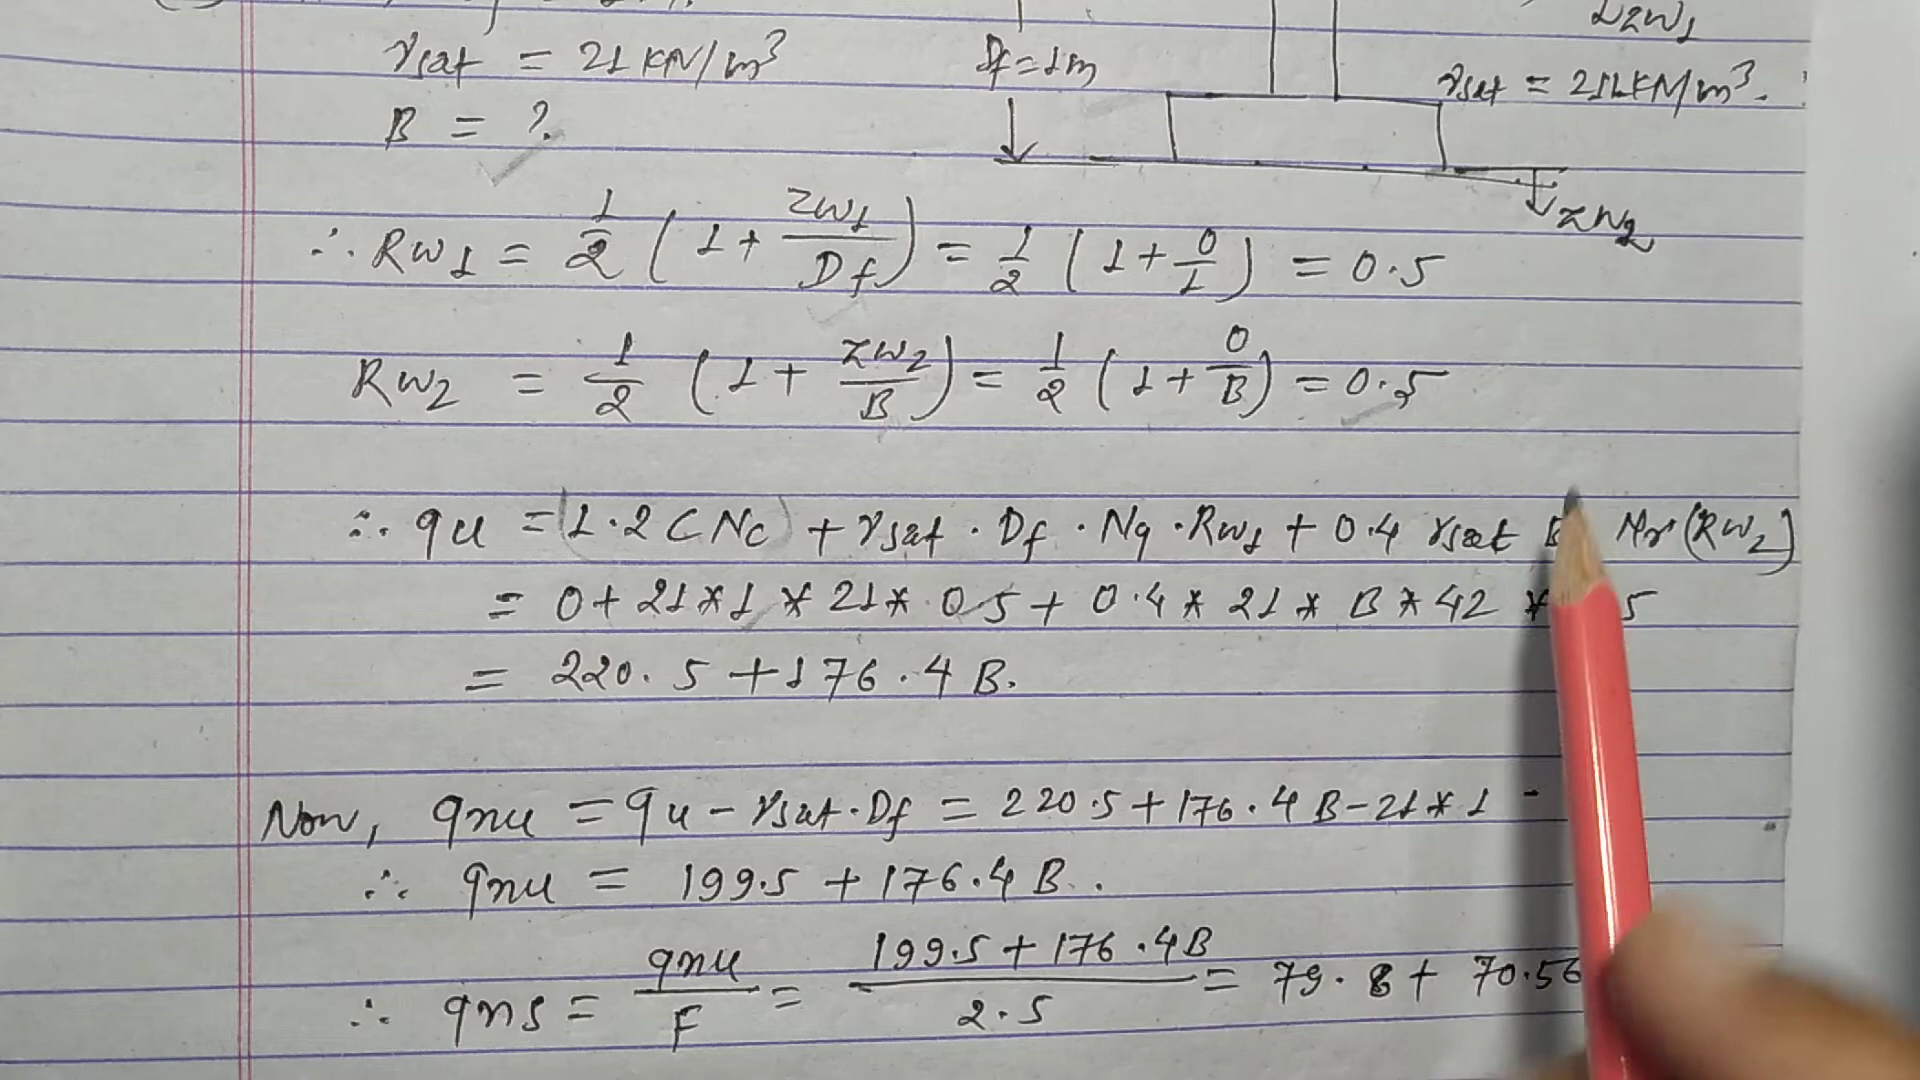 γsat = 21 KN/m³
Df = 1m
γsat = 21 KN/m³.
B = ?
ZW2
∴ RW1 = 1/2 (1 + ZW1/Df) = 1/2 (1 + 0/1) = 0.5
RW2 = 1/2 (1 + ZW2/B) = 1/2 (1 + 0/B) = 0.5
∴ qu = (1.2 CNc) + γsat . Df . Nq . RW1 + 0.4 γsat B Nr (RW2)
= 0 + 21 * 1 * 21 * 0.5 + 0.4 * 21 * B * 42 * 5
= 220.5 + 176.4 B.
Now, qnu = qu - γsat . Df = 220.5 + 176.4 B - 21 * 1
∴ qnu = 199.5 + 176.4 B.
∴ qns = qnu/F = (199.5 + 176.4 B)/2.5 = 79.8 + 70.56